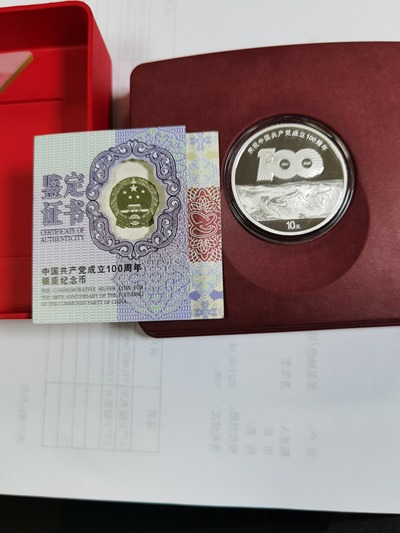 鉴定
证书
CERTIFICATE OF
AUTHENTICITY
中国共产党成立100周年
银质纪念币
THE COMMEMORATIVE SILVER COIN FOR
THE 100TH ANNIVERSARY OF THE FOUNDING
OF THE COMMUNIST PARTY OF CHINA
庆祝中国共产党成立100周年
100
10元